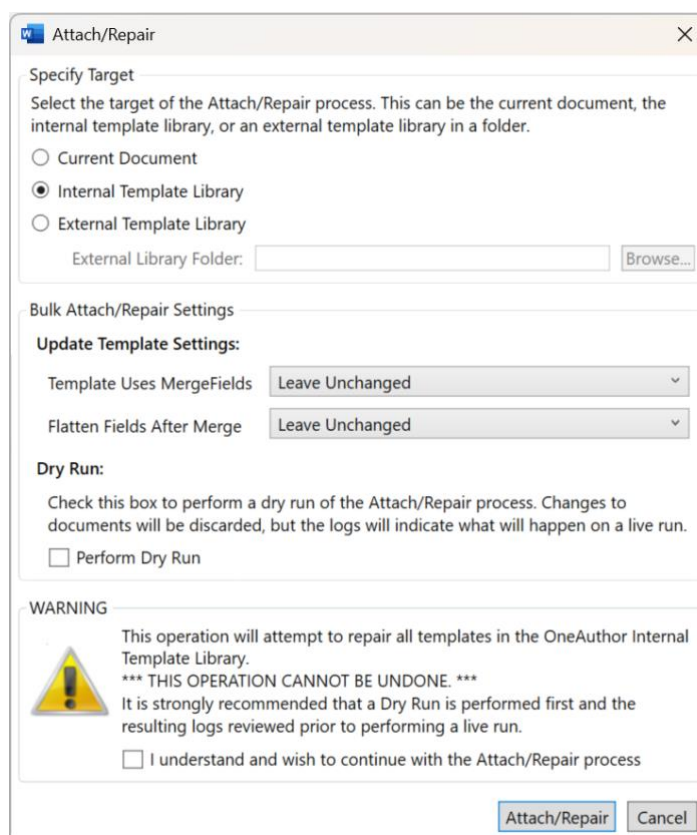 Attach/Repair
Specify Target
Select the target of the Attach/Repair process. This can be the current document, the
internal template library, or an external template library in a folder.
Current Document
Internal Template Library
External Template Library
External Library Folder: Browse...
Bulk Attach/Repair Settings
Update Template Settings:
Template Uses MergeFields Leave Unchanged
Flatten Fields After Merge Leave Unchanged
Dry Run:
Check this box to perform a dry run of the Attach/Repair process. Changes to
documents will be discarded, but the logs will indicate what will happen on a live run.
Perform Dry Run
WARNING
This operation will attempt to repair all templates in the OneAuthor Internal
Template Library.
*** THIS OPERATION CANNOT BE UNDONE. ***
It is strongly recommended that a Dry Run is performed first and the
resulting logs reviewed prior to performing a live run.
I understand and wish to continue with the Attach/Repair process
Attach/Repair Cancel